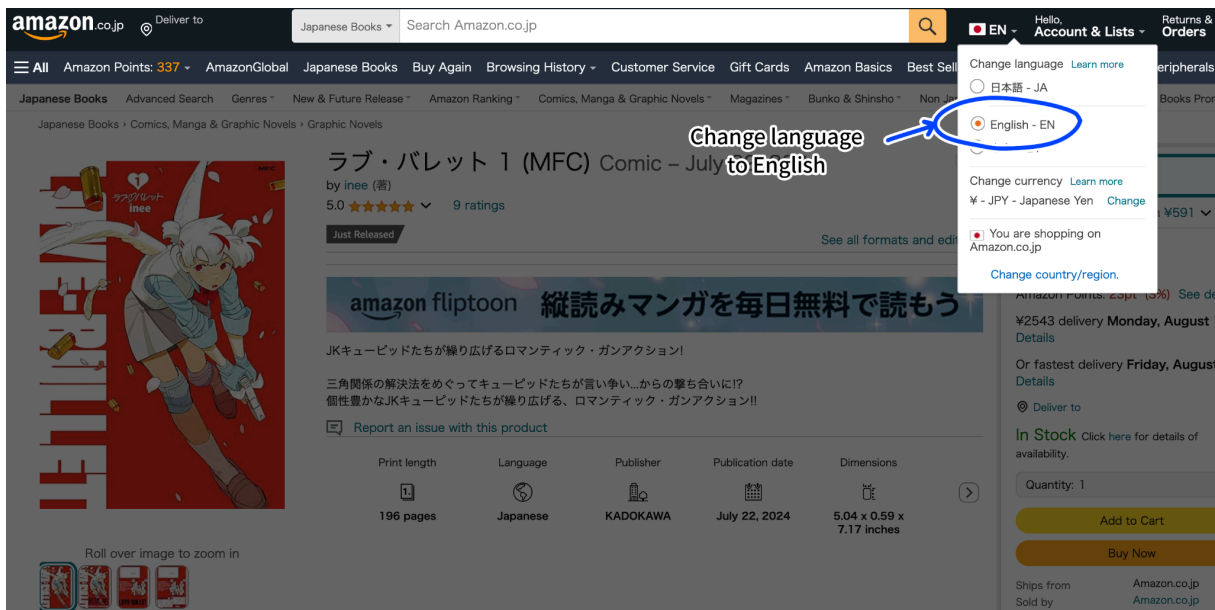 amazon.co.jp
Deliver to
Japanese Books
Search Amazon.co.jp
EN
Hello,
Account & Lists
Returns &
Orders
All
Amazon Points: 337
AmazonGlobal
Japanese Books
Buy Again
Browsing History
Customer Service
Gift Cards
Amazon Basics
Best Sell
eripherals
Japanese Books
Advanced Search
Genres
New & Future Release
Amazon Ranking
Comics, Manga & Graphic Novels
Magazines
Bunko & Shinsho
Non Ja
Books Pro
Change language Learn more
日本語 - JA
English - EN
Change currency Learn more
¥ - JPY - Japanese Yen Change
You are shopping on
Amazon.co.jp
Change country/region.
Change language
to English
Japanese Books › Comics, Manga & Graphic Novels › Graphic Novels
ラブ・バレット 1 (MFC) Comic – July
by inee (著)
5.0
9 ratings
Just Released
See all formats and edi
¥591
MFC
1
ラブ・バレット
inee
LOVE BULLET
amazon fliptoon 縦読みマンガを毎日無料で読もう
JKキューピッドたちが繰り広げるロマンティック・ガンアクション!
三角関係の解決法をめぐってキューピッドたちが言い争い...からの撃ち合いに!?
個性豊かなJKキューピッドたちが繰り広げる、ロマンティック・ガンアクション!!
Report an issue with this product
Print length
196 pages
Language
Japanese
Publisher
KADOKAWA
Publication date
July 22, 2024
Dimensions
5.04 x 0.59 x
7.17 inches
Roll over image to zoom in
Amazon Points: 23pt (3%) See de
¥2543 delivery Monday, August
Details
Or fastest delivery Friday, Augus
Details
Deliver to
In Stock Click here for details of
availability.
Quantity: 1
Add to Cart
Buy Now
Ships from Amazon.co.jp
Sold by Amazon.co.jp